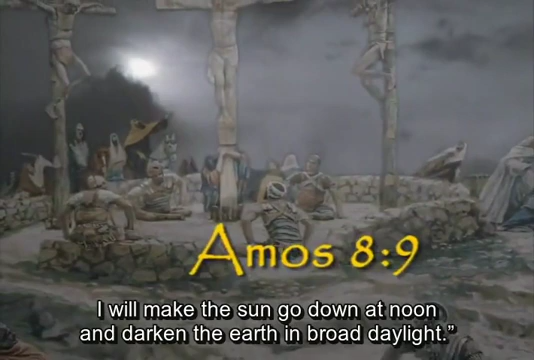 Amos 8:9
I will make the sun go down at noon
and darken the earth in broad daylight.”